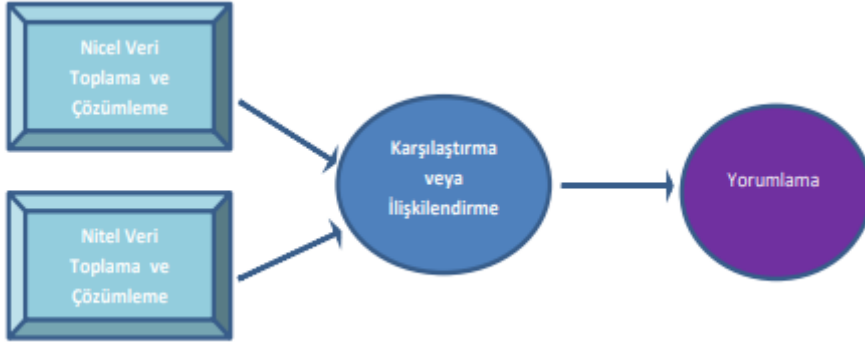 Nicel Veri
Toplama ve
Çözümleme
Nitel Veri
Toplama ve
Çözümleme
Karşılaştırma
veya
İlişkilendirme
Yorumlama